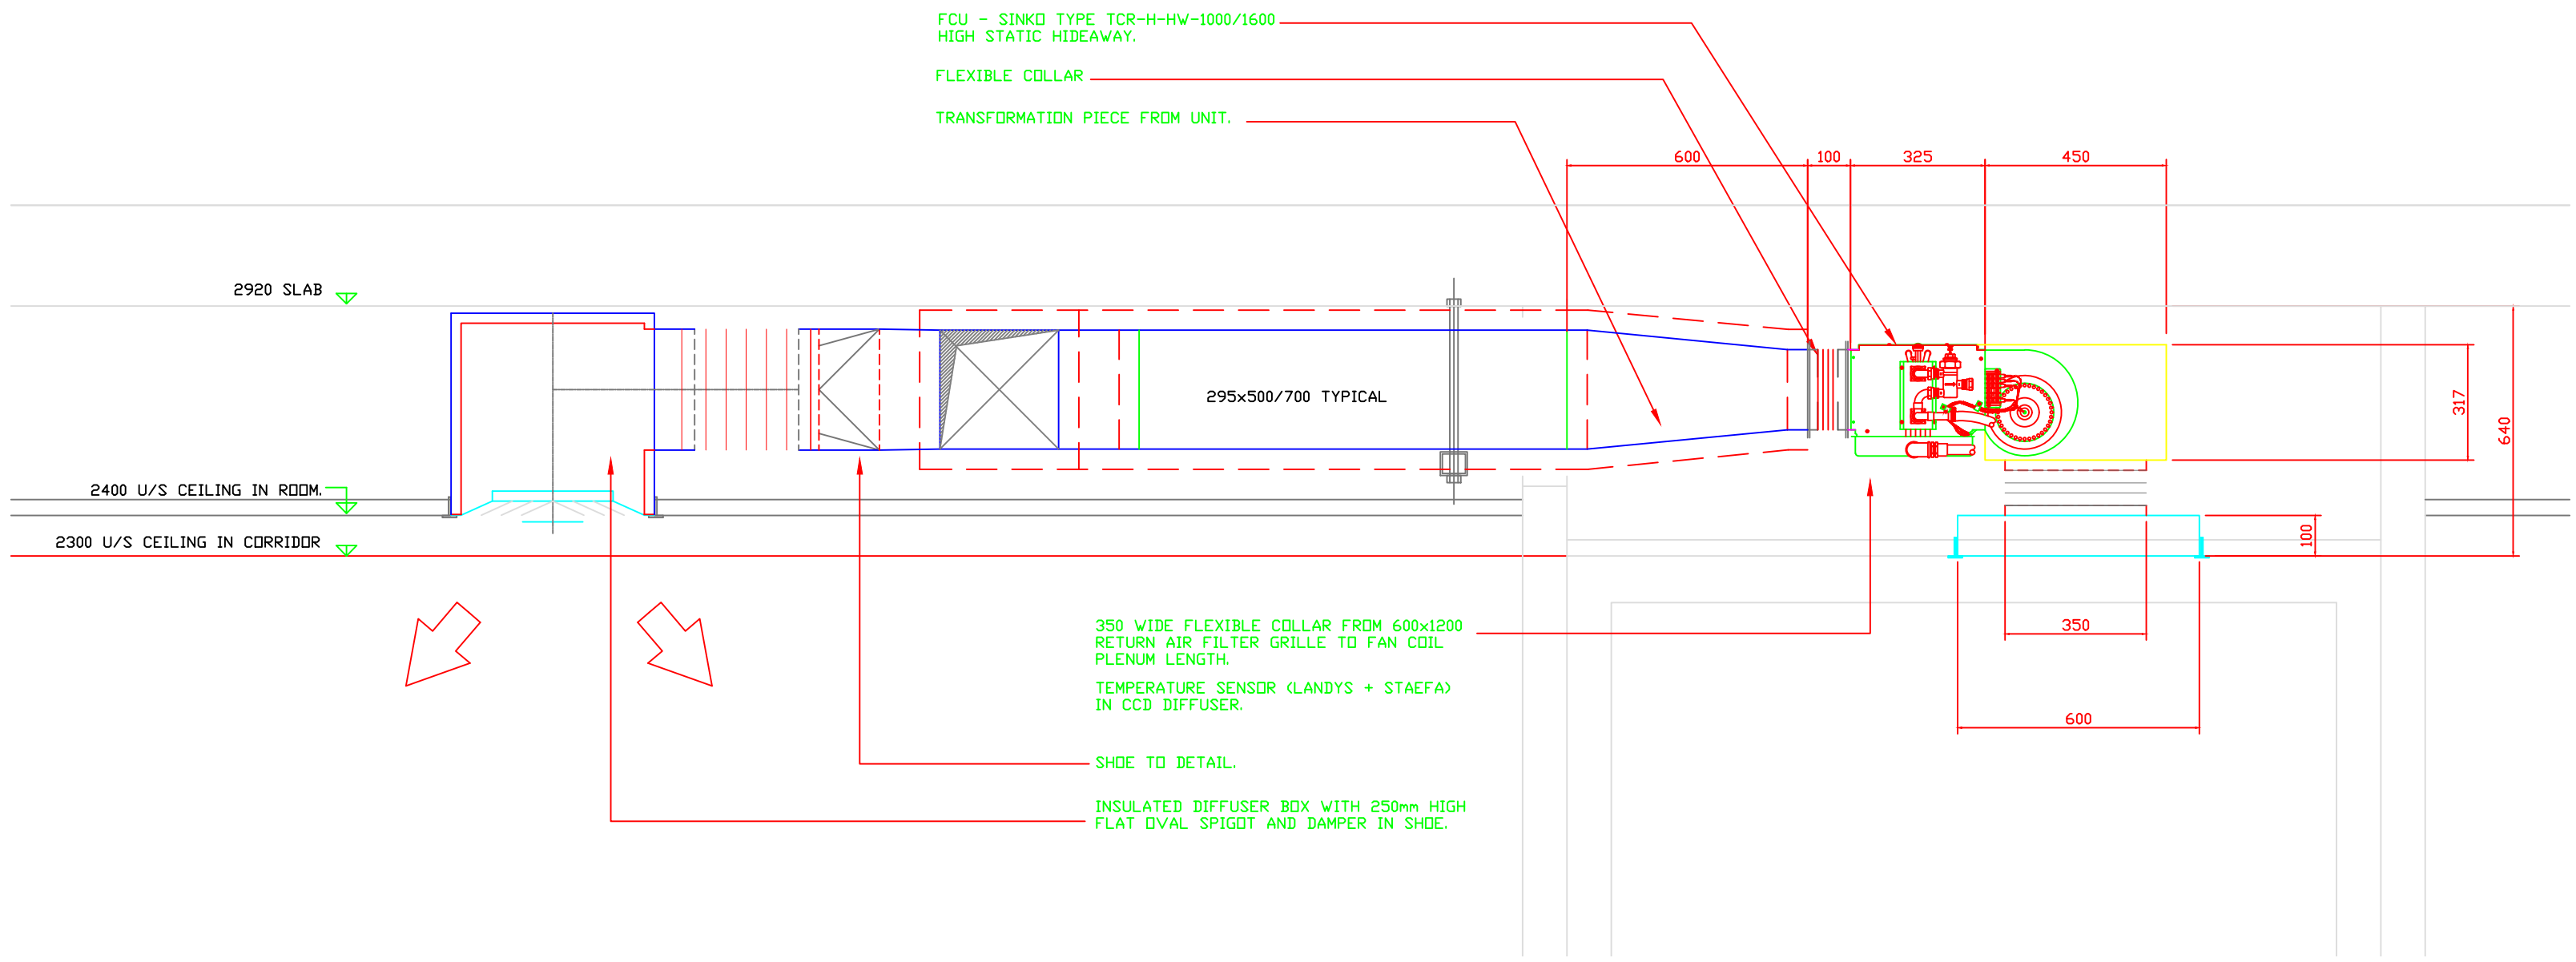 FCU - SINKO TYPE TCR-H-HW-1000/1600
HIGH STATIC HIDEAWAY.
FLEXIBLE COLLAR
TRANSFORMATION PIECE FROM UNIT.
600
100
325
450
2920 SLAB
295x500/700 TYPICAL
317
640
2400 U/S CEILING IN ROOM.
2300 U/S CEILING IN CORRIDOR
100
350 WIDE FLEXIBLE COLLAR FROM 600x1200
RETURN AIR FILTER GRILLE TO FAN COIL
PLENUM LENGTH.
350
TEMPERATURE SENSOR (LANDYS + STAEFA)
IN CCD DIFFUSER.
600
SHOE TO DETAIL.
INSULATED DIFFUSER BOX WITH 250mm HIGH
FLAT OVAL SPIGOT AND DAMPER IN SHOE.